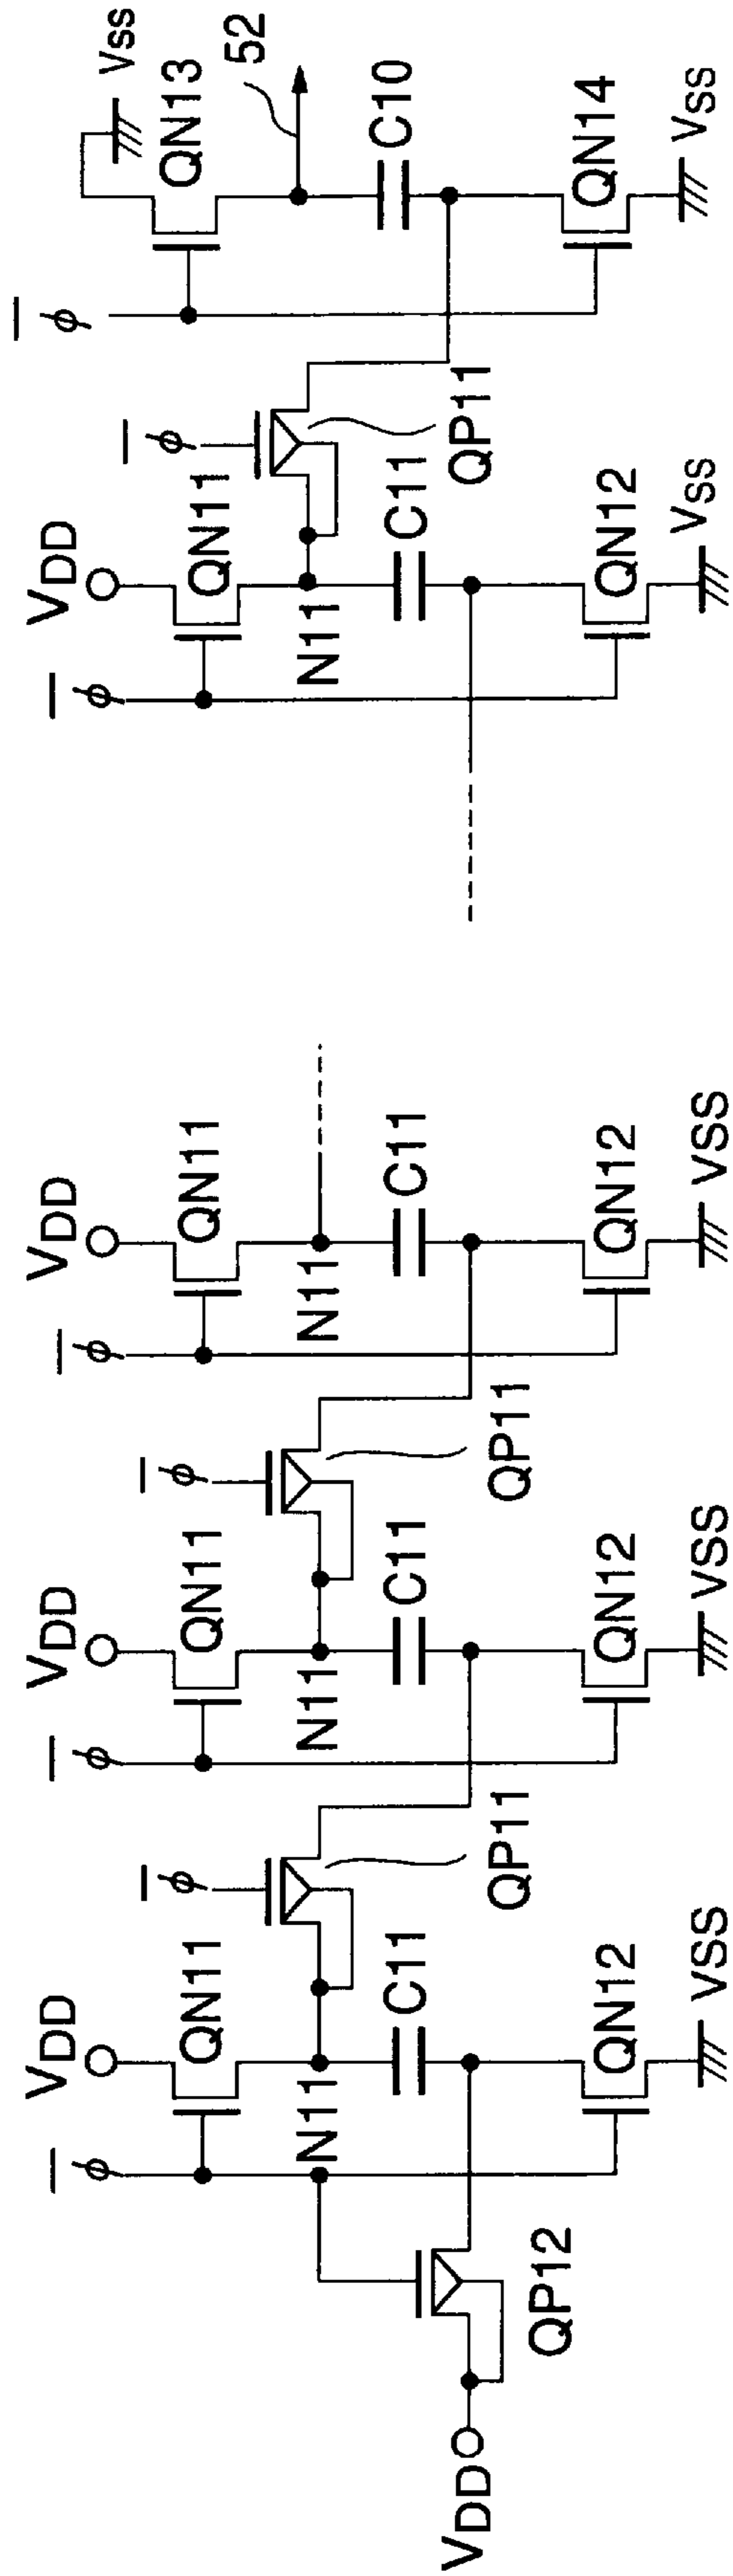 VDD
QP12
φ
VDD
QN11
N11
C11
QN12
VSS
φ
QP11
φ
VDD
QN11
N11
C11
QN12
VSS
φ
QP11
φ
VDD
QN11
N11
C11
QN12
VSS
φ
VDD
QN11
N11
C11
QN12
VSS
φ
QP11
φ
VSS
QN13
52
C10
QN14
VSS